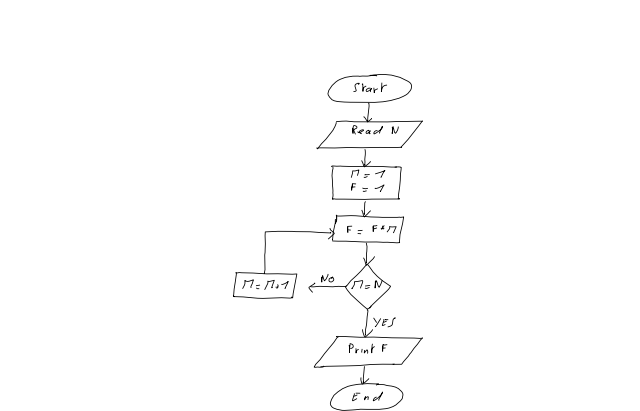 Start
Read N
M = 1
F = 1
F = F*M
M = N
NO
M = M+1
YES
Print F
End